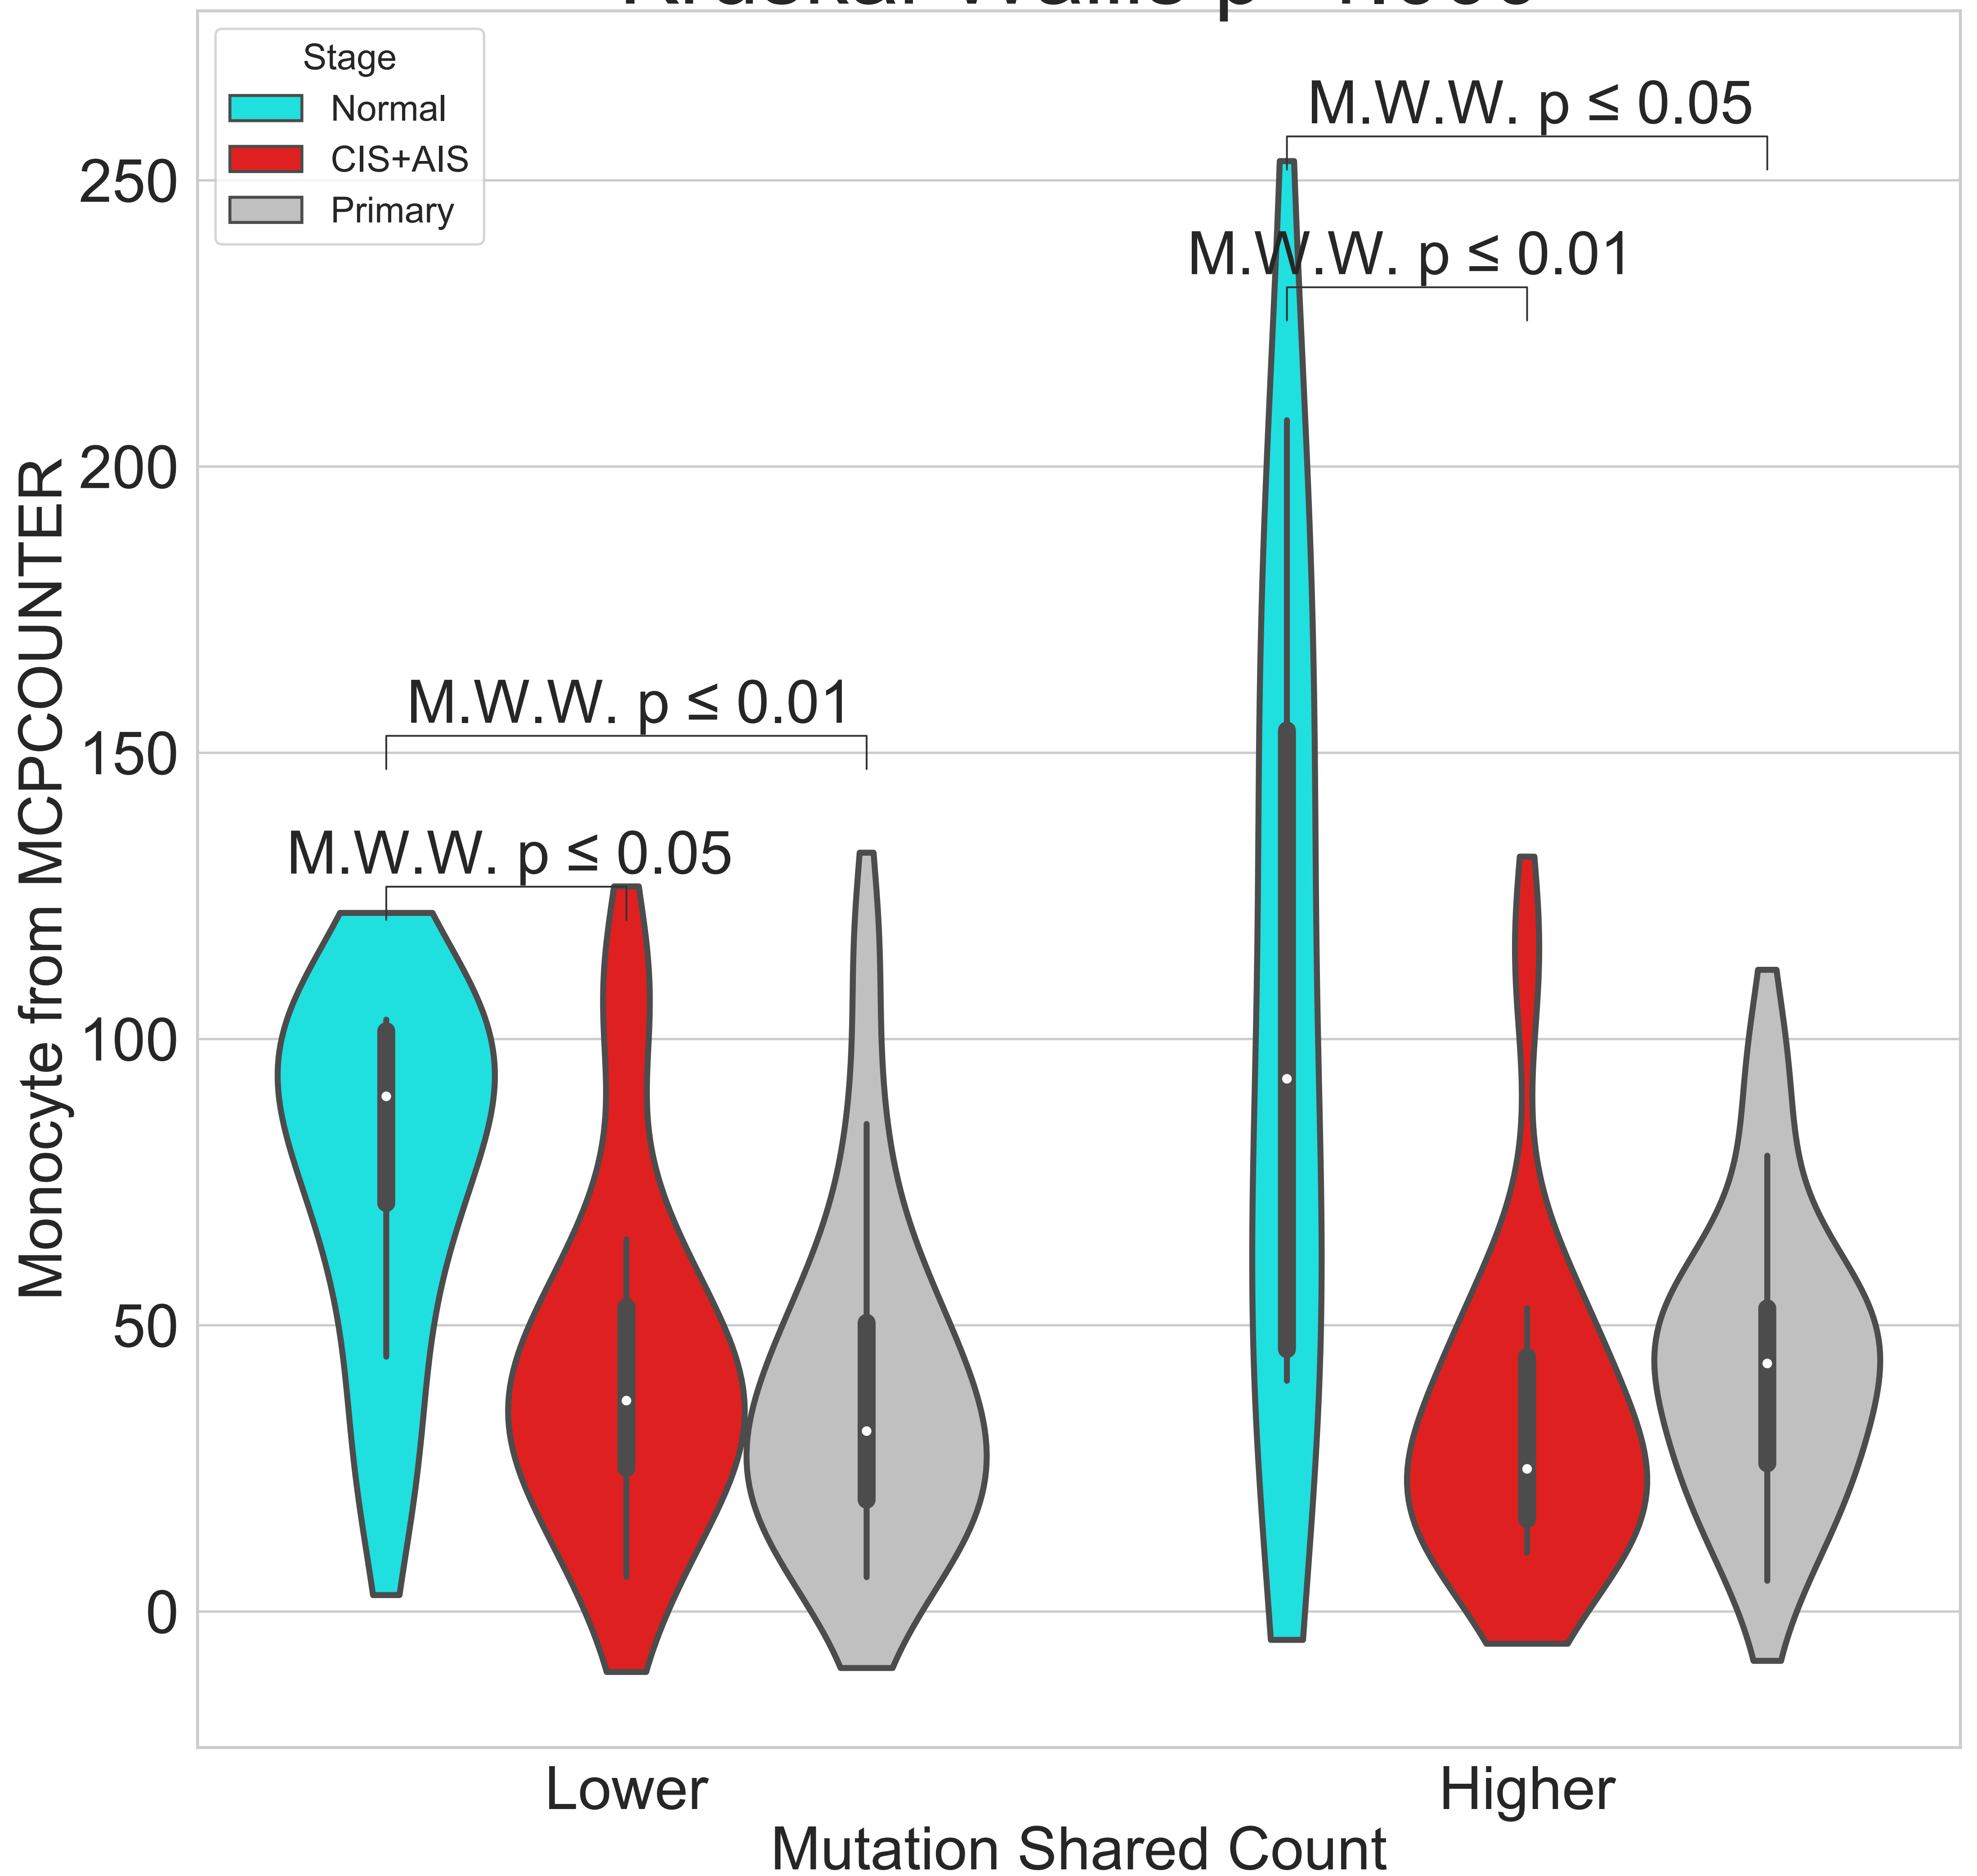 Stage
Normal
CIS+AIS
Primary
M.W.W. p ≤ 0.05
M.W.W. p ≤ 0.01
M.W.W. p ≤ 0.01
M.W.W. p ≤ 0.05
Monocyte from MCPCOUNTER
250
200
150
100
50
0
Lower
Higher
Mutation Shared Count